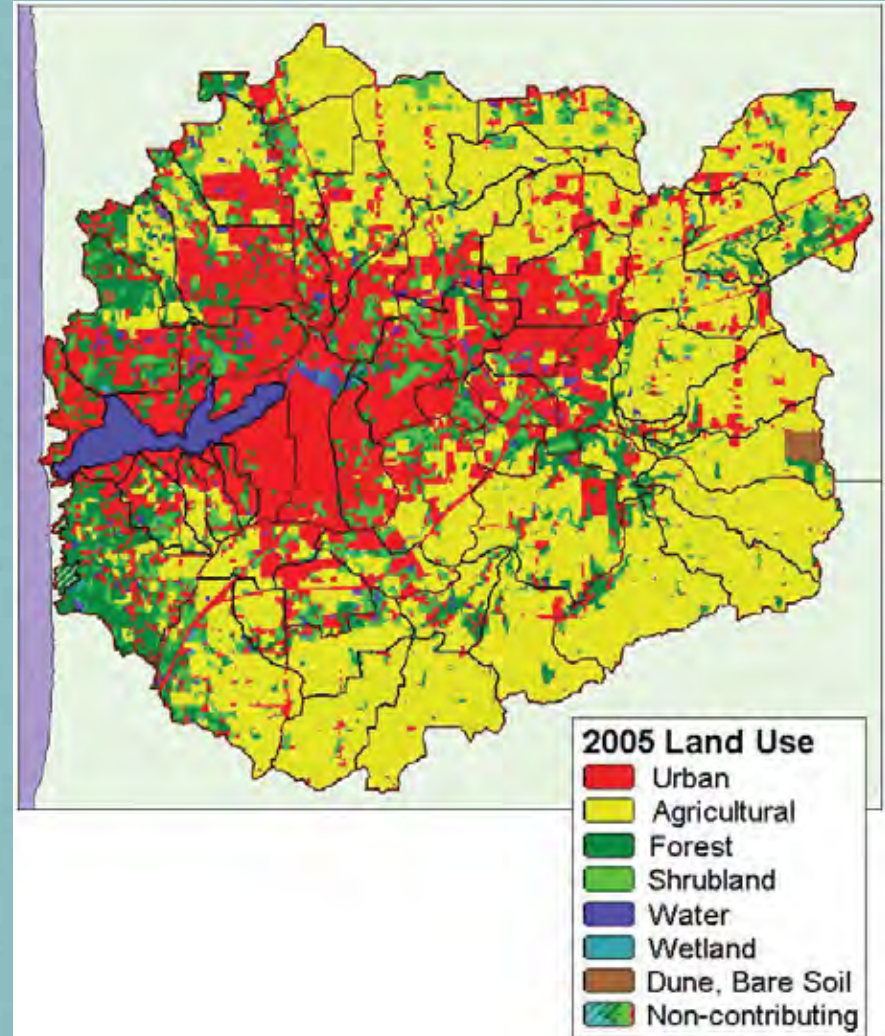 2005 Land Use
Urban
Agricultural
Forest
Shrubland
Water
Wetland
Dune, Bare Soil
Non-contributing